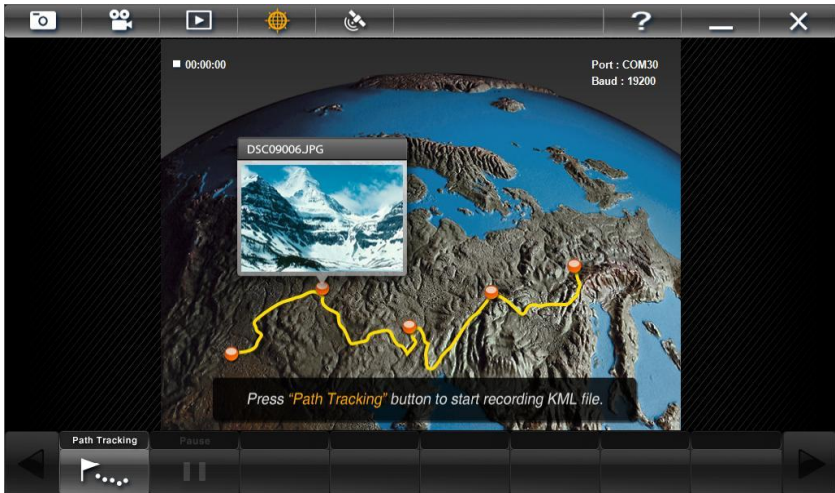 ?
00:00:00
Port : COM30
Baud : 19200
DSC09006.JPG
Press “Path Tracking” button to start recording KML file.
Path Tracking
Pause